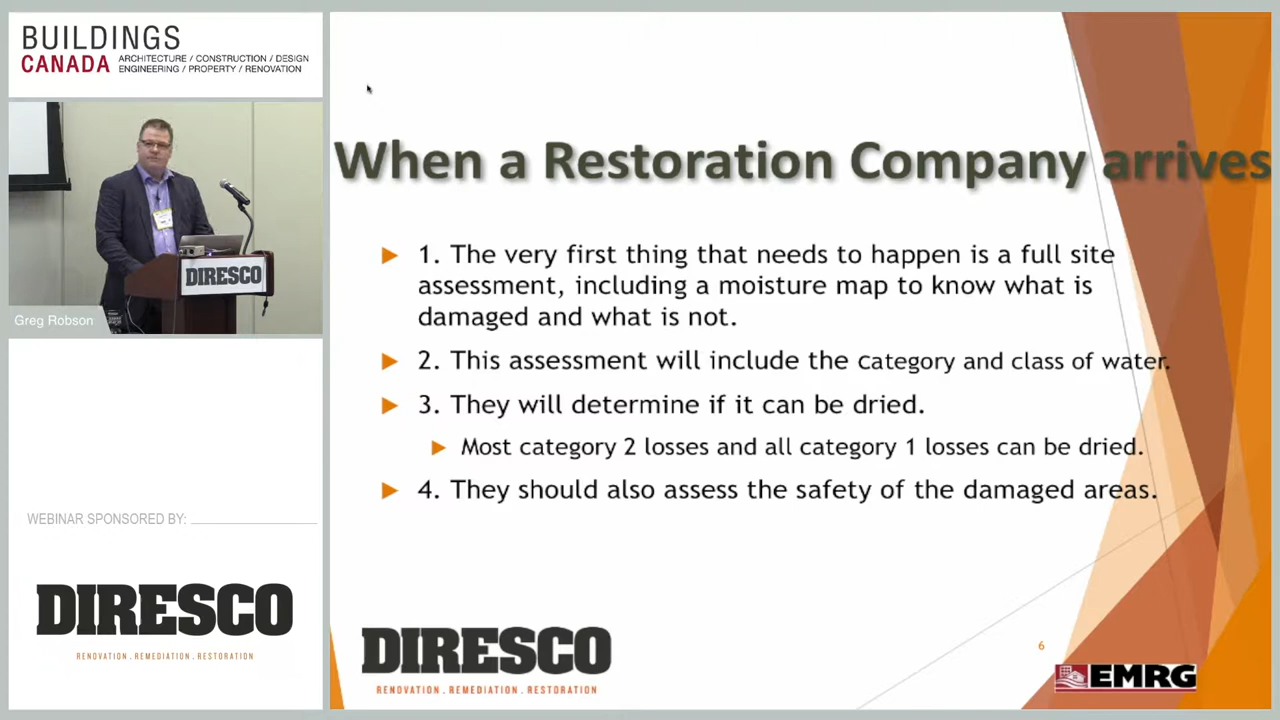 BUILDINGS
CANADA ARCHITECTURE / CONSTRUCTION / DESIGN
ENGINEERING / PROPERTY / RENOVATION
DIRESCO
Greg Robson
WEBINAR SPONSORED BY:
DIRESCO
RENOVATION . REMEDIATION . RESTORATION
When a Restoration Company arrives
1. The very first thing that needs to happen is a full site
assessment, including a moisture map to know what is
damaged and what is not.
2. This assessment will include the category and class of water.
3. They will determine if it can be dried.
Most category 2 losses and all category 1 losses can be dried.
4. They should also assess the safety of the damaged areas.
DIRESCO
RENOVATION . REMEDIATION . RESTORATION
6
EMRG